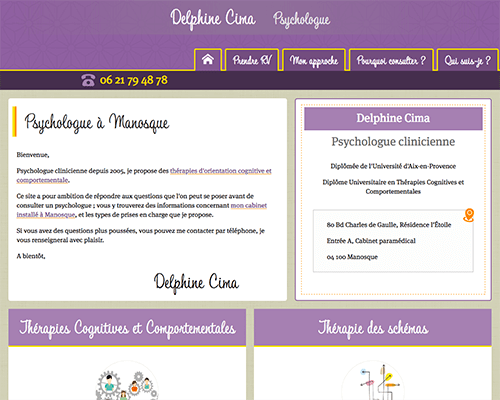 Delphine Cima Psychologue
Prendre RV Mon approche Pourquoi consulter ? Qui suis-je ?
06 21 79 48 78
Psychologue à Manosque
Bienvenue,
Psychologue clinicienne depuis 2005, je propose des thérapies d'orientation cognitive et
comportementale.
Ce site a pour ambition de répondre aux questions que l'on peut se poser avant de
consulter un psychologue ; vous y trouverez des informations concernant mon cabinet
installé à Manosque, et les types de prises en charge que je propose.
Si vous avez des questions plus poussées, vous pouvez me contacter par téléphone, je
vous renseignerai avec plaisir.
A bientôt,
Delphine Cima
Delphine Cima
Psychologue clinicienne
Diplômée de l'Université d'Aix-en-Provence
Diplôme Universitaire en Thérapies Cognitives et
Comportementales
80 Bd Charles de Gaulle, Résidence l'Étoile
Entrée A, Cabinet paramédical
04 100 Manosque
Thérapies Cognitives et Comportementales
Thérapie des schémas